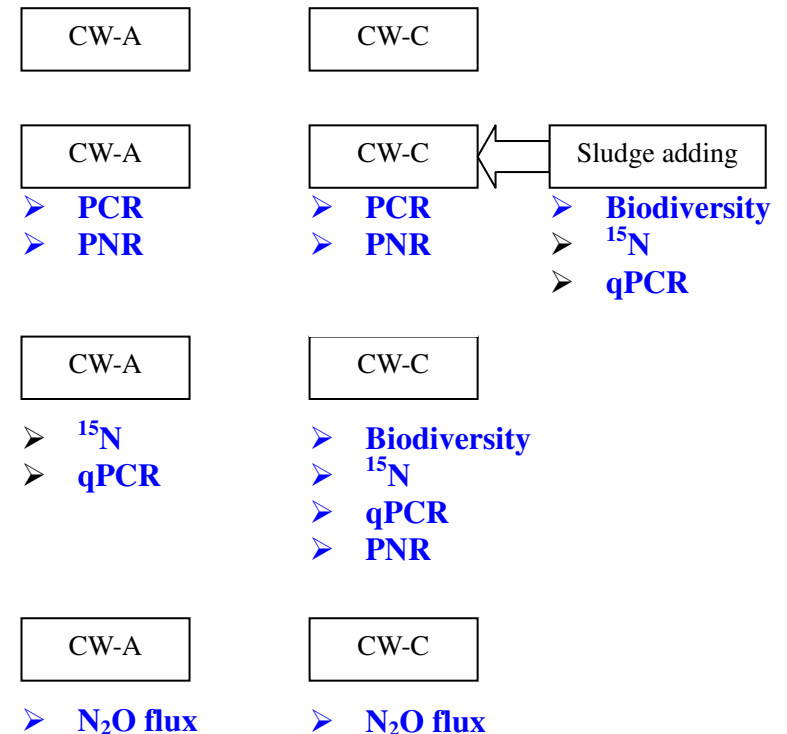 CW-A CW-C
CW-A CW-C Sludge adding
➢ PCR ➢ PCR ➢ Biodiversity
➢ PNR ➢ PNR ➢ ¹⁵N
➢ qPCR
CW-A CW-C
➢ ¹⁵N ➢ Biodiversity
➢ qPCR ➢ ¹⁵N
➢ qPCR
➢ PNR
CW-A CW-C
➢ N₂O flux ➢ N₂O flux